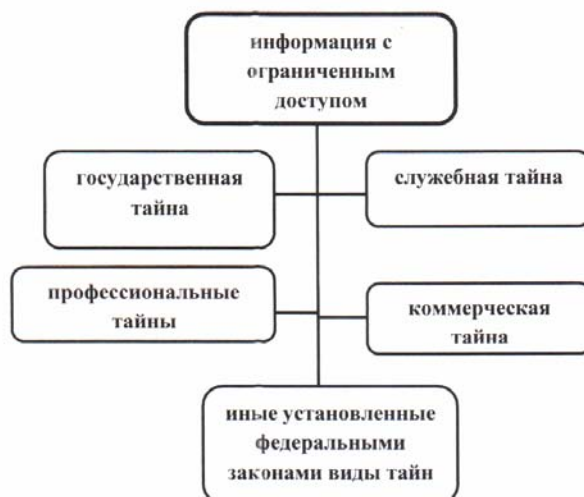 информация с
ограниченным
доступом
государственная
тайна
служебная тайна
профессиональные
тайны
коммерческая
тайна
иные установленные
федеральными
законами виды тайн